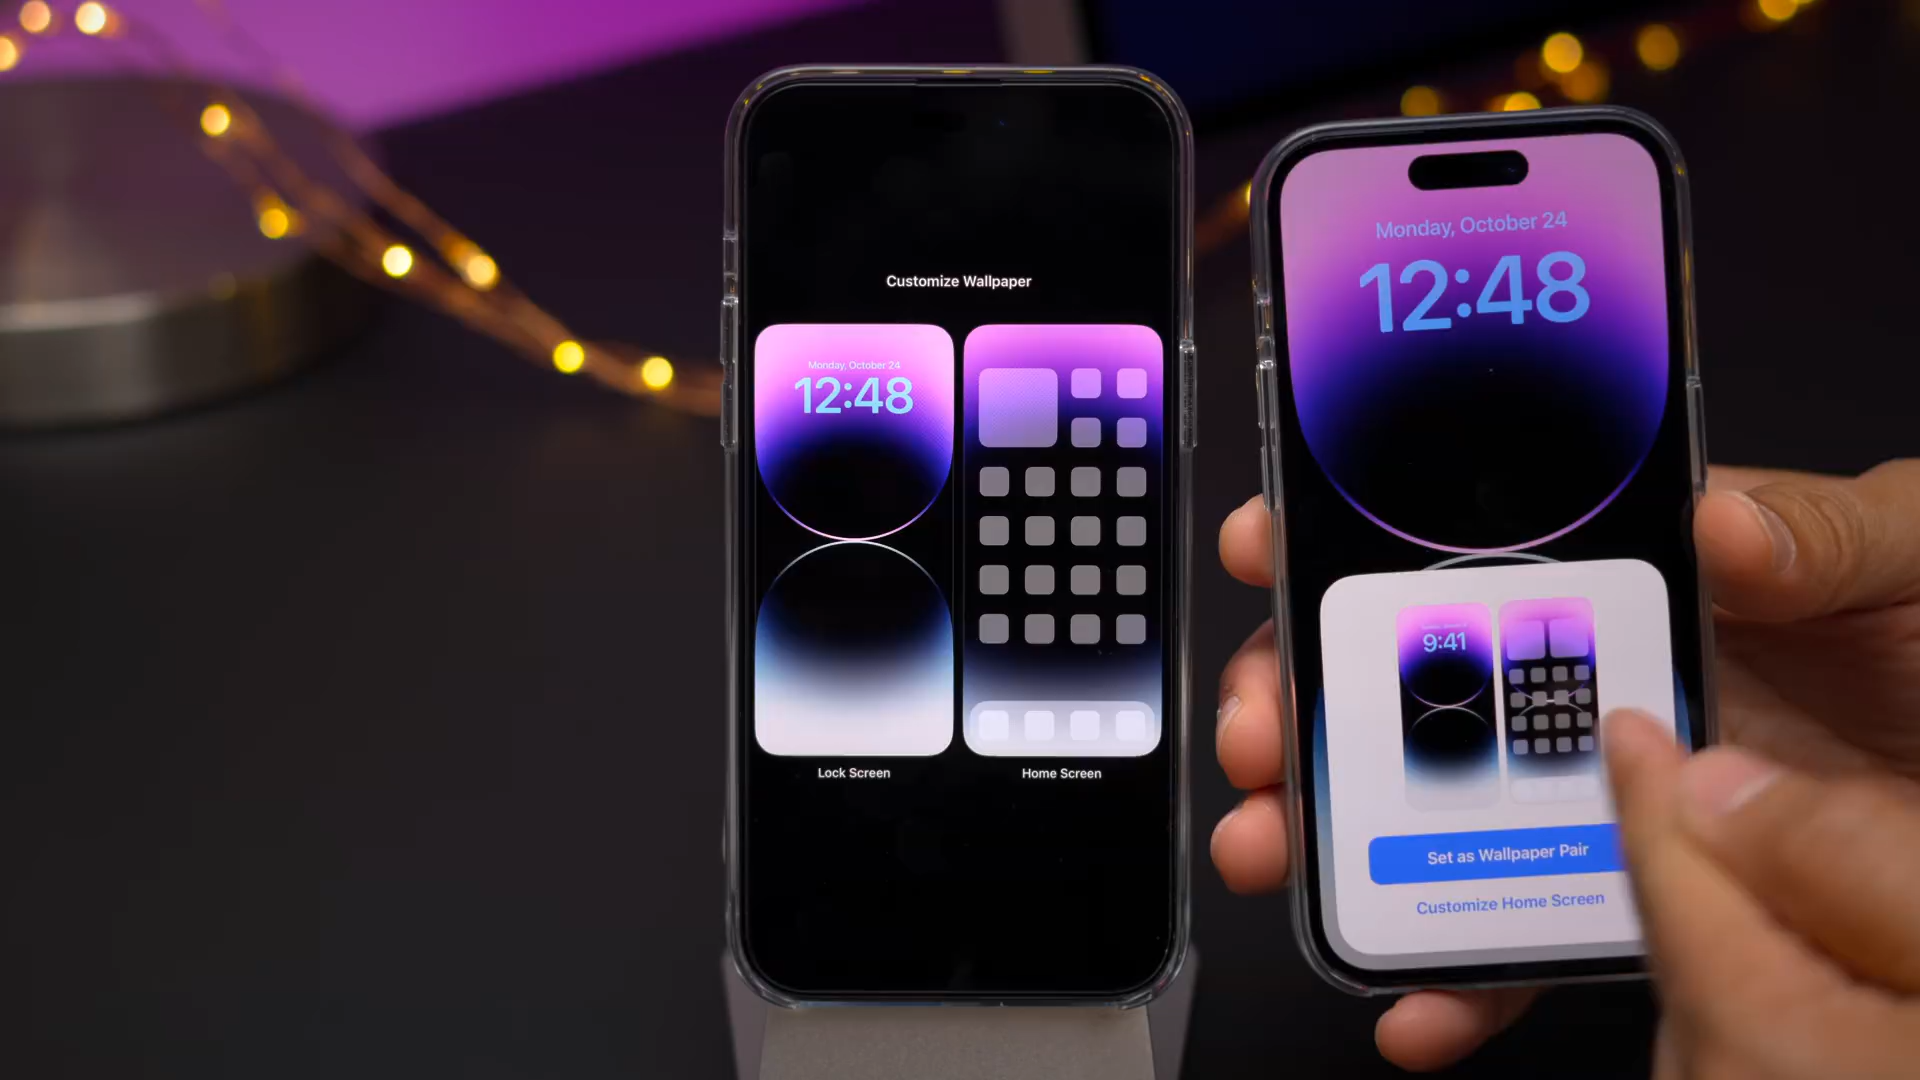 Customize Wallpaper
Monday, October 24
12:48
Lock Screen
Home Screen
Monday, October 24
12:48
9:41
Set as Wallpaper Pair
Customize Home Screen